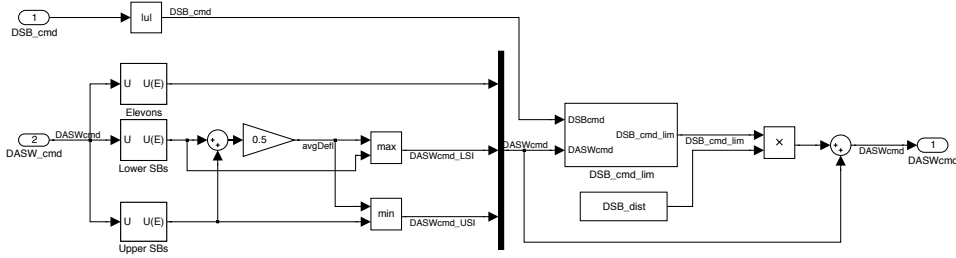 1
DSB_cmd
|u|
DSB_cmd
U U(E)
Elevons
2
DASW_cmd
DASWcmd
U U(E)
Lower SBs
+
+
0.5
avgDefl
max
DASWcmd_LSI
min
DASWcmd_USI
U U(E)
Upper SBs
DASWcmd
DSBcmd
DASWcmd
DSB_cmd_lim
DSB_cmd_lim
DSB_cmd_lim
DSB_dist
×
+
+
DASWcmd
1
DASWcmd